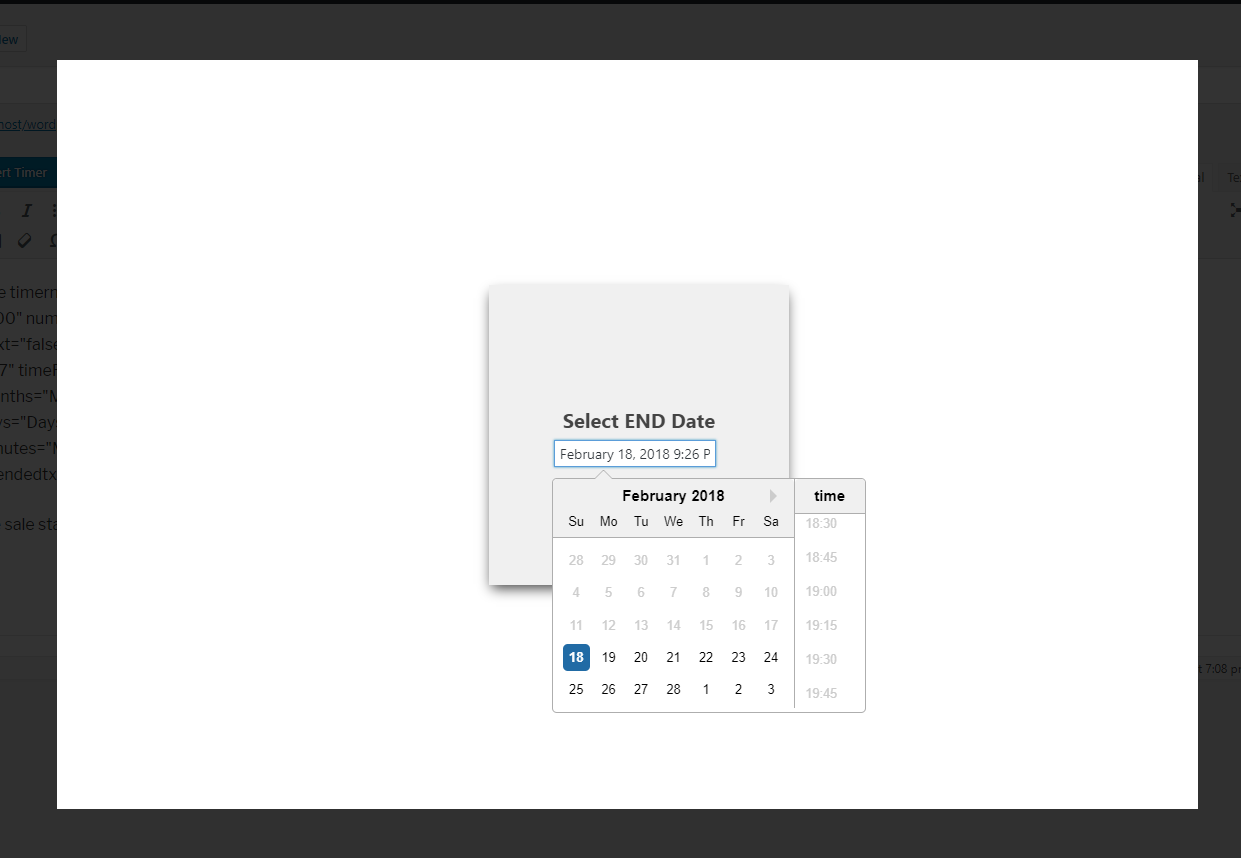 ew
host/word
rt Timer
Te
I
e timern
00" num
xt="false
7" timeF
nths="M
ys="Day
nutes="M
endedtx
sale sta
t 7:08 pm
Select END Date
February 18, 2018 9:26 P
February 2018
time
Su Mo Tu We Th Fr Sa
28 29 30 31 1 2 3
4 5 6 7 8 9 10
11 12 13 14 15 16 17
18 19 20 21 22 23 24
25 26 27 28 1 2 3
18:30
18:45
19:00
19:15
19:30
19:45